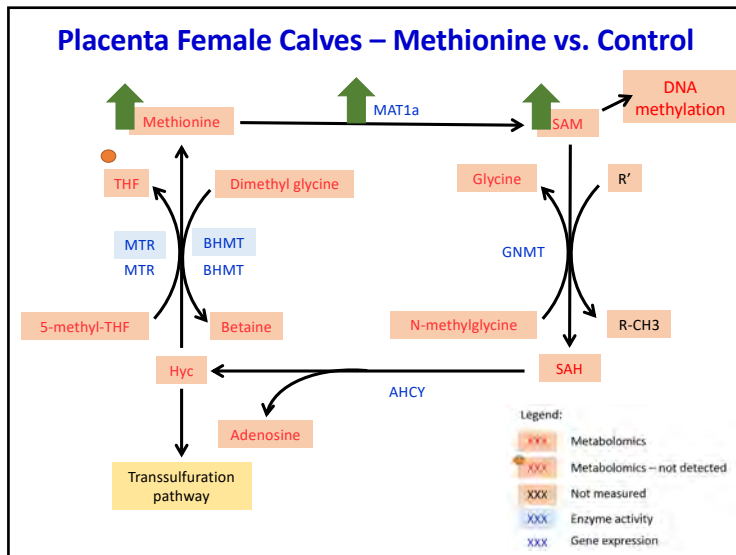 Placenta Female Calves – Methionine vs. Control
Methionine
MAT1a
SAM
DNA
methylation
THF
Dimethyl glycine
Glycine
R'
MTR
BHMT
MTR
BHMT
GNMT
5-methyl-THF
Betaine
N-methylglycine
R-CH3
Hyc
SAH
AHCY
Adenosine
Transsulfuration
pathway
Legend:
XXX Metabolomics
XXX Metabolomics – not detected
XXX Not measured
XXX Enzyme activity
XXX Gene expression